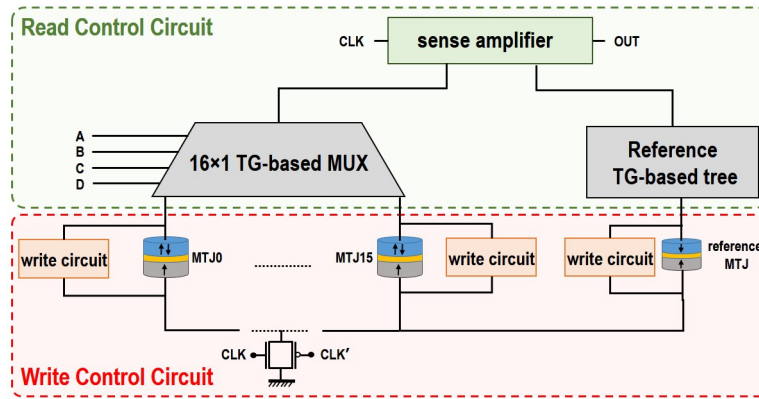 Read Control Circuit
CLK
sense amplifier
OUT
A
B
C
D
16×1 TG-based MUX
Reference
TG-based tree
write circuit
MTJ0
MTJ15
write circuit
write circuit
reference
MTJ
CLK
CLK′
Write Control Circuit